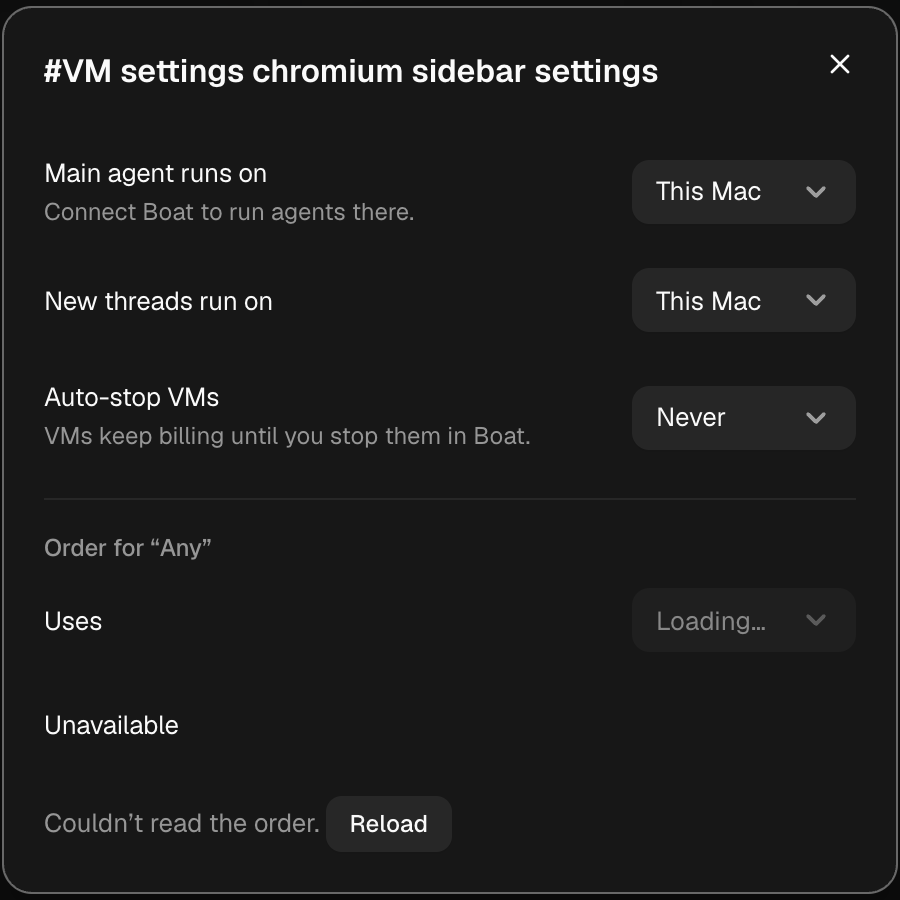 #VM settings chromium sidebar settings
Main agent runs on
This Mac
Connect Boat to run agents there.
New threads run on
This Mac
Auto-stop VMs
Never
VMs keep billing until you stop them in Boat.
Order for “Any”
Uses
Loading...
Unavailable
Couldn’t read the order.
Reload